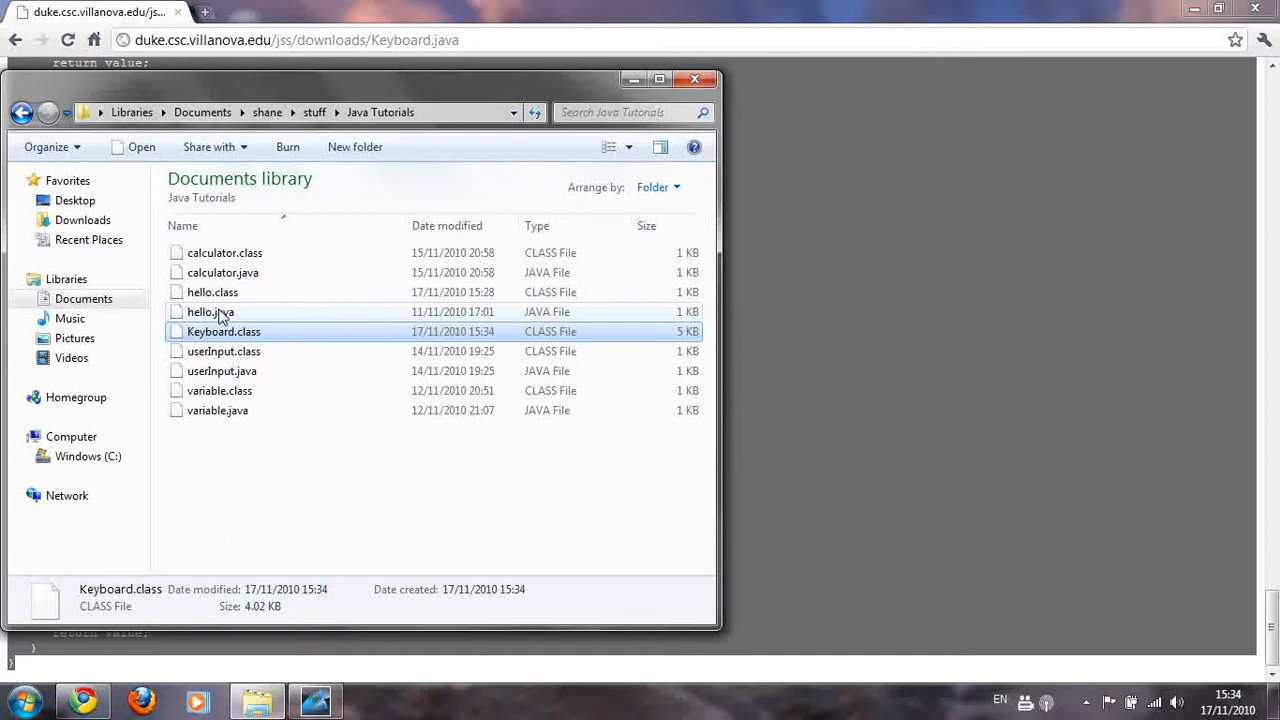 duke.csc.villanova.edu/js...
duke.csc.villanova.edu/jss/downloads/Keyboard.java
return value;
Libraries Documents shane stuff Java Tutorials Search Java Tutorials
Organize Open Share with Burn New folder
Favorites
Desktop
Downloads
Recent Places
Libraries
Documents
Music
Pictures
Videos
Homegroup
Computer
Windows (C:)
Network
Documents library
Java Tutorials
Arrange by: Folder
Name Date modified Type Size
calculator.class 15/11/2010 20:58 CLASS File 1 KB
calculator.java 15/11/2010 20:58 JAVA File 1 KB
hello.class 17/11/2010 15:28 CLASS File 1 KB
hello.java 11/11/2010 17:01 JAVA File 1 KB
Keyboard.class 17/11/2010 15:34 CLASS File 5 KB
userInput.class 14/11/2010 19:25 CLASS File 1 KB
userInput.java 14/11/2010 19:25 JAVA File 1 KB
variable.class 12/11/2010 20:51 CLASS File 1 KB
variable.java 12/11/2010 21:07 JAVA File 1 KB
Keyboard.class Date modified: 17/11/2010 15:34 Date created: 17/11/2010 15:34
CLASS File Size: 4.02 KB
return value;
}
}
EN 15:34
17/11/2010